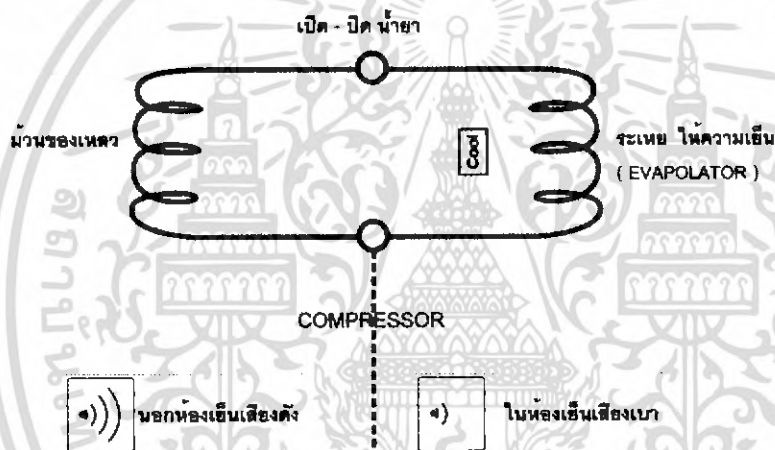 เปิด - ปิด น้ำยา
ม้วนของเหลว
Cool
ระเหย ให้ความเย็น
( EVAPOLATOR )
COMPRESSOR
นอกห้องเย็นเสียงดัง
ในห้องเย็นเสียงเบา